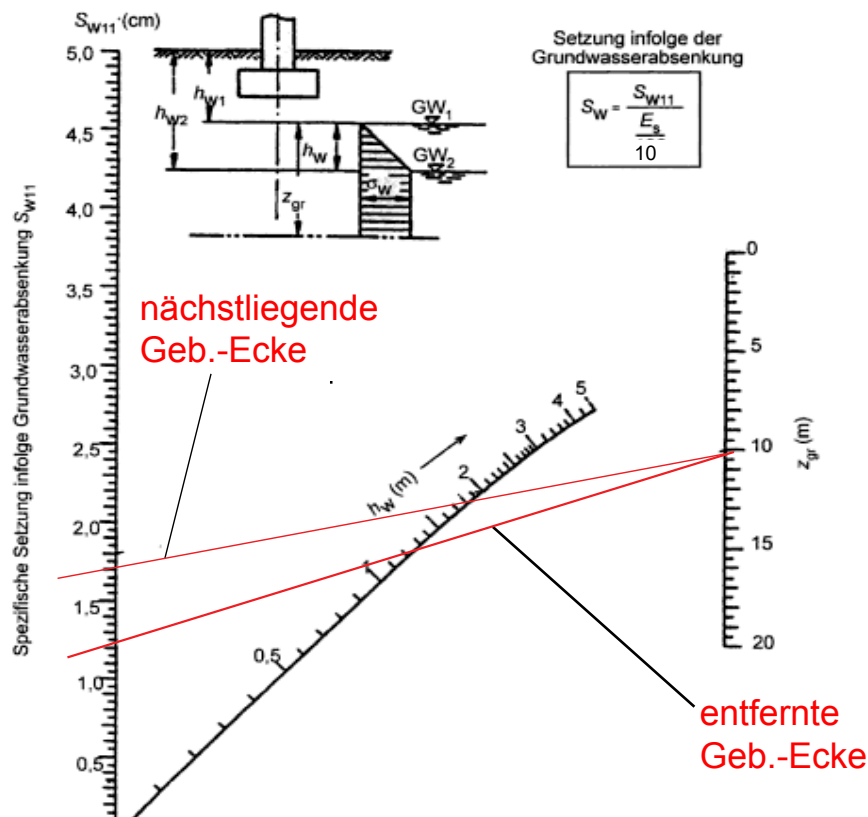 S_W11·(cm)
5,0
4,5
4,0
3,5
3,0
2,5
2,0
1,5
1,0
0,5
Spezifische Setzung infolge Grundwasserabsenkung S_W11
h_W1
h_W2
h_W
z_gr
σ_W
GW_1
GW_2
Setzung infolge der
Grundwasserabsenkung
S_W = S_W11
E_s
10
nächstliegende
Geb.-Ecke
h_W (m)
0,5
1
2
3
4
5
0
5
10
15
20
z_gr (m)
entfernte
Geb.-Ecke